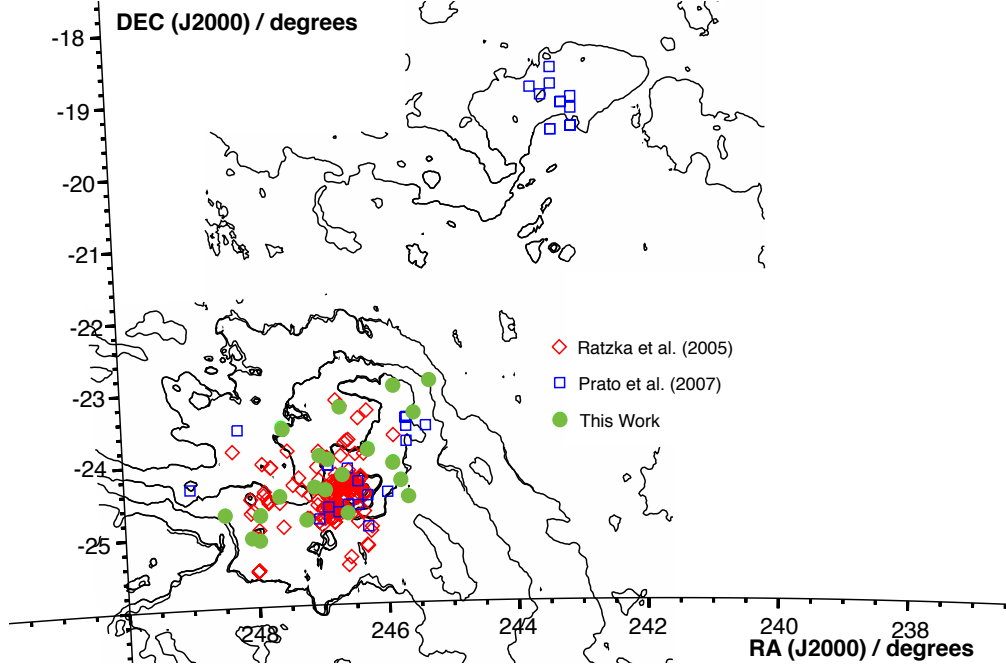 DEC (J2000) / degrees
-18
-19
-20
-21
-22
-23
-24
-25
Ratzka et al. (2005)
Prato et al. (2007)
This Work
248
246
244
242
240
238
RA (J2000) / degrees